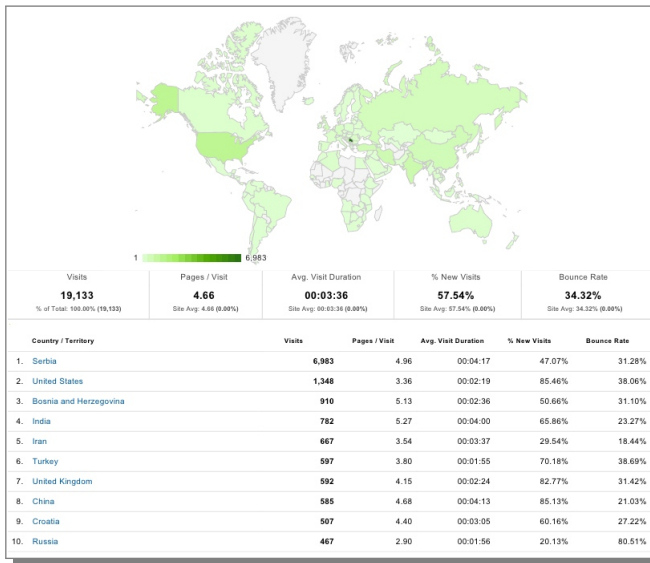 1 6,983
Visits Pages / Visit Avg. Visit Duration % New Visits Bounce Rate
19,133 4.66 00:03:36 57.54% 34.32%
% of Total: 100.00% (19,133) Site Avg: 4.66 (0.00%) Site Avg: 00:03:36 (0.00%) Site Avg: 57.54% (0.00%) Site Avg: 34.32% (0.00%)
Country / Territory Visits Pages / Visit Avg. Visit Duration % New Visits Bounce Rate
1. Serbia 6,983 4.96 00:04:17 47.07% 31.28%
2. United States 1,348 3.36 00:02:19 85.46% 38.06%
3. Bosnia and Herzegovina 910 5.13 00:02:36 50.66% 31.10%
4. India 782 5.27 00:04:00 65.86% 23.27%
5. Iran 667 3.54 00:03:37 29.54% 18.44%
6. Turkey 597 3.80 00:01:55 70.18% 38.69%
7. United Kingdom 592 4.15 00:02:24 82.77% 31.42%
8. China 585 4.68 00:04:13 85.13% 21.03%
9. Croatia 507 4.40 00:03:05 60.16% 27.22%
10. Russia 467 2.90 00:01:56 20.13% 80.51%